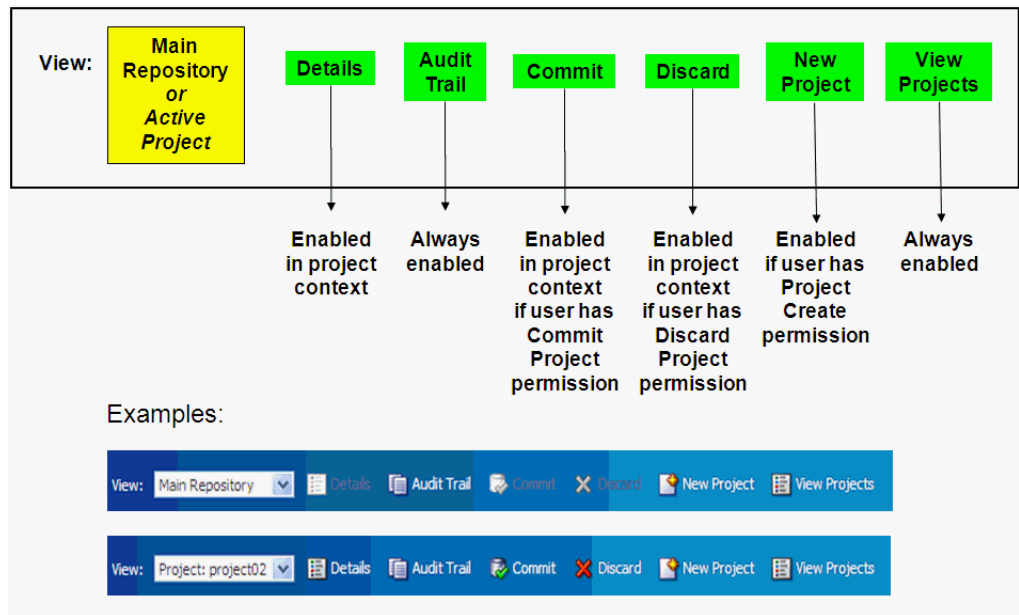 View:
Main
Repository
or
Active
Project
Details
Audit
Trail
Commit
Discard
New
Project
View
Projects
Enabled
in project
context
Always
enabled
Enabled
in project
context
if user has
Commit
Project
permission
Enabled
in project
context
if user has
Discard
Project
permission
Enabled
if user has
Project
Create
permission
Always
enabled
Examples:
View: Main Repository Details Audit Trail Commit Discard New Project View Projects
View: Project: project02 Details Audit Trail Commit Discard New Project View Projects